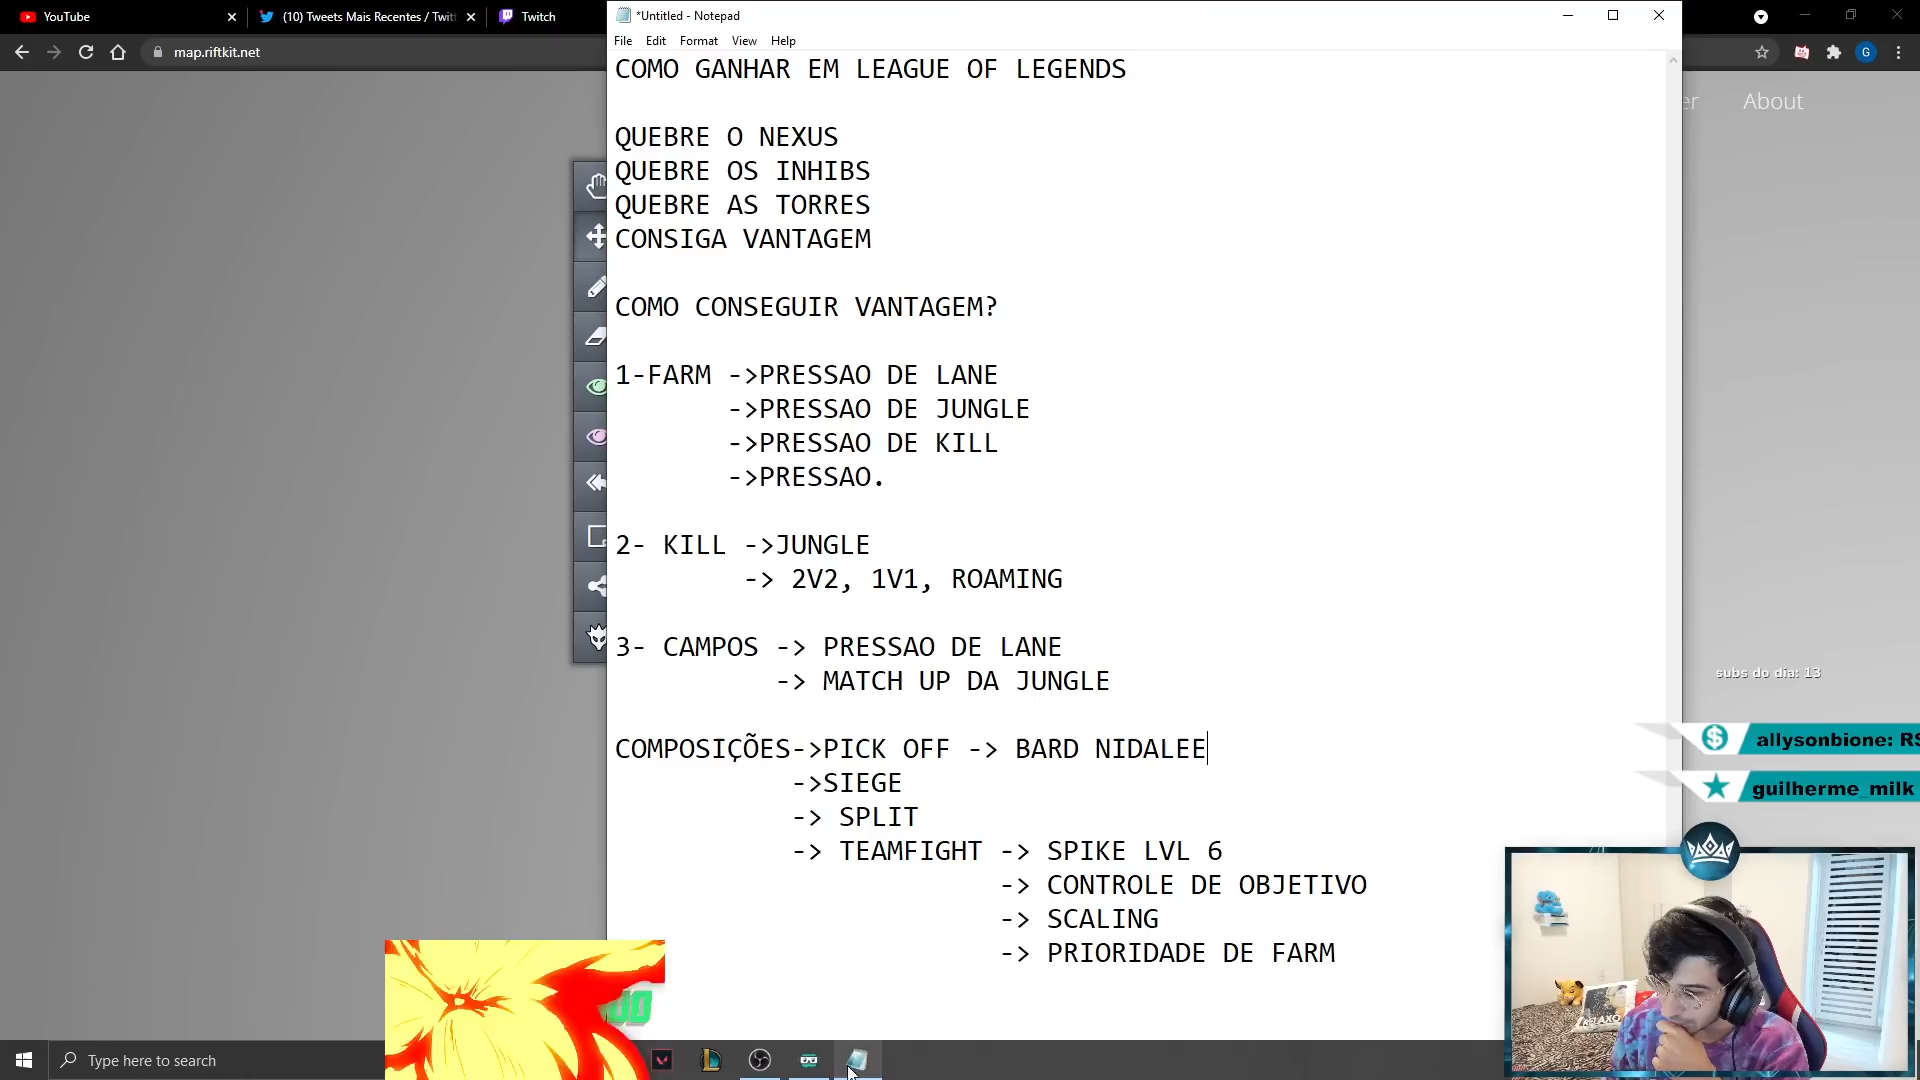 YouTube
(10) Tweets Mais Recentes / Twitt
Twitch
*Untitled - Notepad
map.riftkit.net
File Edit Format View Help
er About
G
COMO GANHAR EM LEAGUE OF LEGENDS
QUEBRE O NEXUS
QUEBRE OS INHIBS
QUEBRE AS TORRES
CONSIGA VANTAGEM
COMO CONSEGUIR VANTAGEM?
1-FARM ->PRESSAO DE LANE
->PRESSAO DE JUNGLE
->PRESSAO DE KILL
->PRESSAO.
2- KILL ->JUNGLE
-> 2V2, 1V1, ROAMING
3- CAMPOS -> PRESSAO DE LANE
-> MATCH UP DA JUNGLE
subs do dia: 13
COMPOSIÇÕES->PICK OFF -> BARD NIDALEE
->SIEGE
-> SPLIT
-> TEAMFIGHT -> SPIKE LVL 6
-> CONTROLE DE OBJETIVO
-> SCALING
-> PRIORIDADE DE FARM
allysonbione: R$
guilherme_milk
RELAXÔ
Type here to search